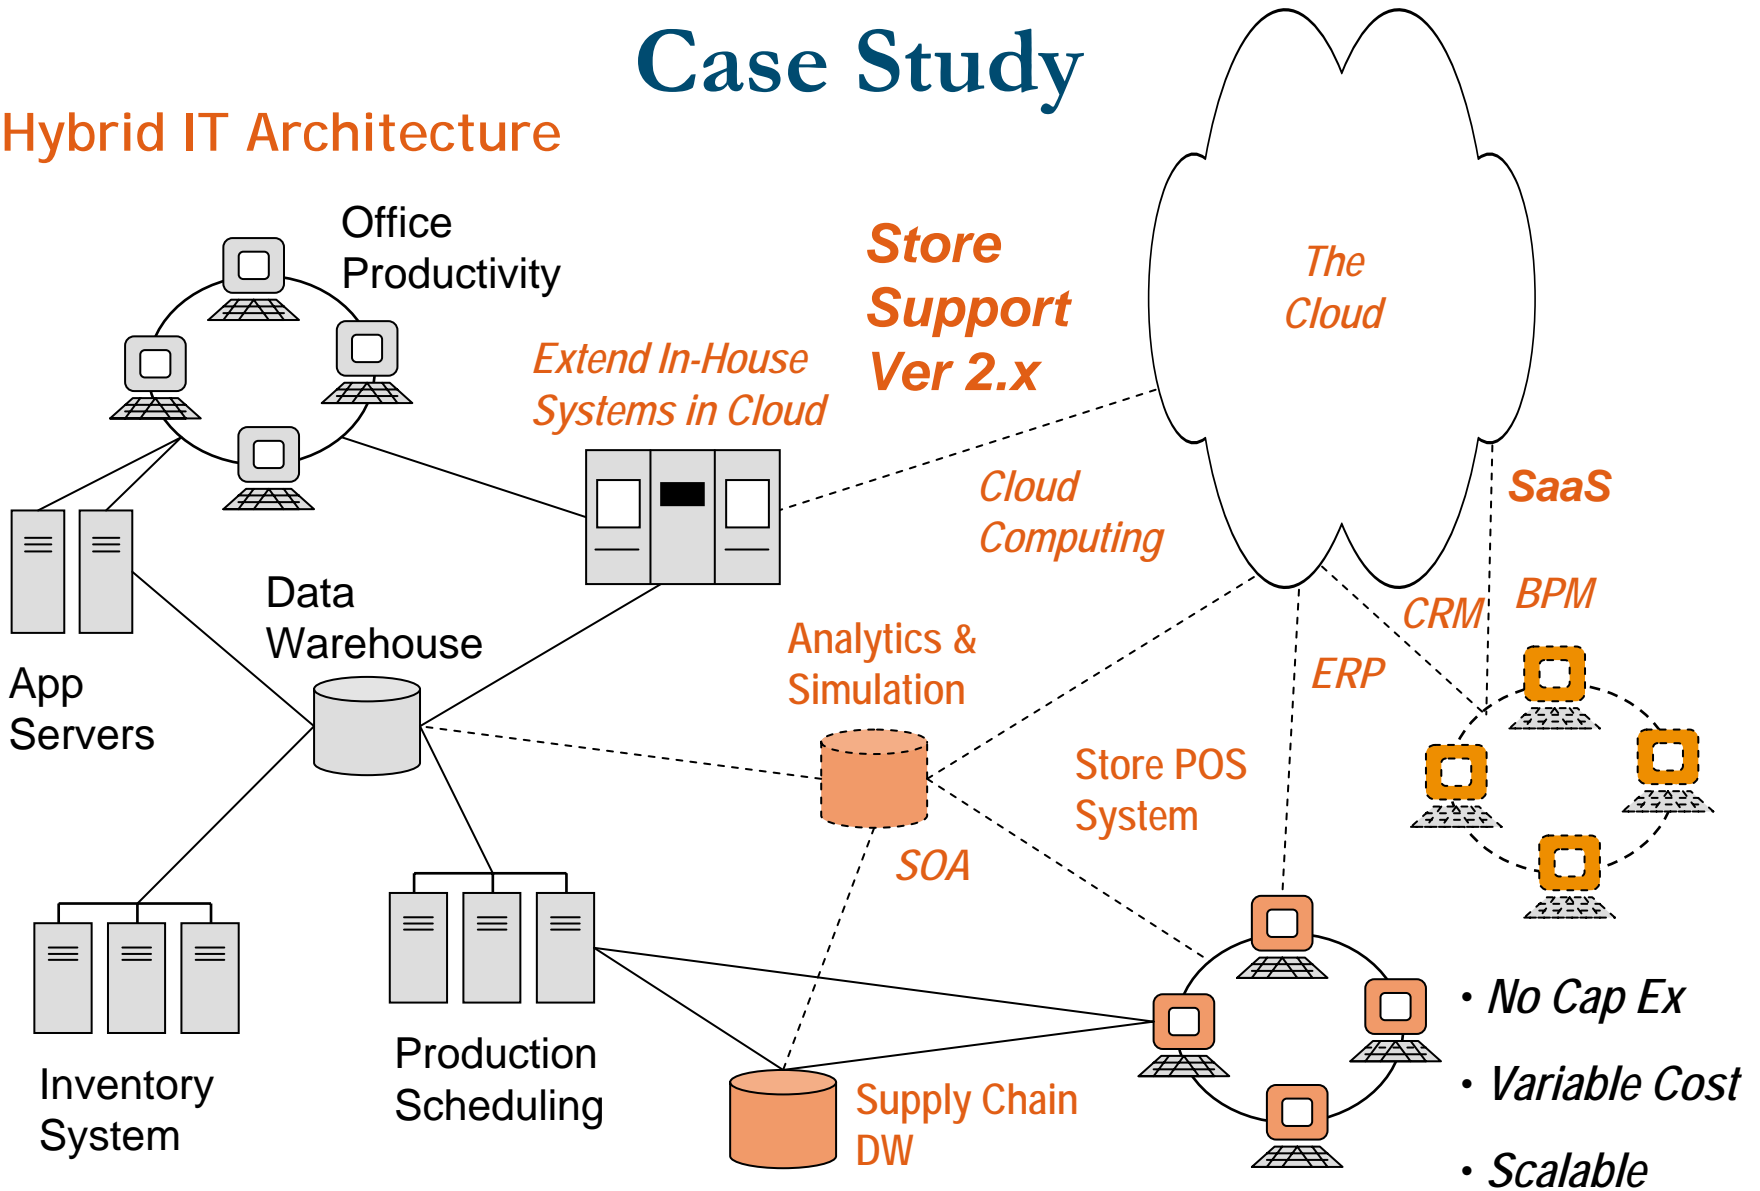 Case Study
Hybrid IT Architecture
Office
Productivity
Store
Support
Ver 2.x
The
Cloud
Extend In-House
Systems in Cloud
Cloud
Computing
SaaS
Data
Warehouse
CRM
BPM
Analytics &
Simulation
ERP
App
Servers
Store POS
System
SOA
• No Cap Ex
Production
Scheduling
Inventory
System
• Variable Cost
Supply Chain
DW
• Scalable